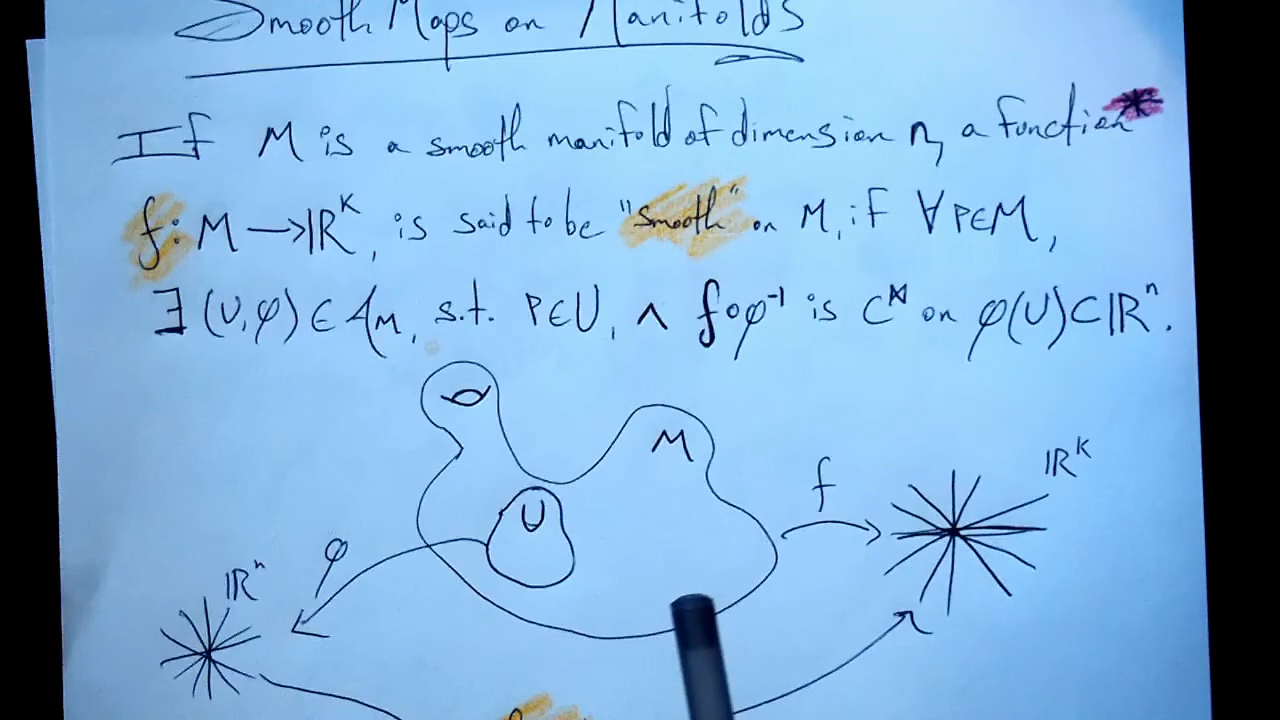 Smooth Maps on Manifolds
If M is a smooth manifold of dimension n, a function*
f: M → ℝᵏ, is said to be "smooth" on M, if ∀ P∈M,
∃ (U,φ) ∈ 𝒜ₘ, s.t. P∈U, ∧ f∘φ⁻¹ is C^∞ on φ(U) ⊂ ℝⁿ.
M
U
f
ℝᵏ
φ
ℝⁿ